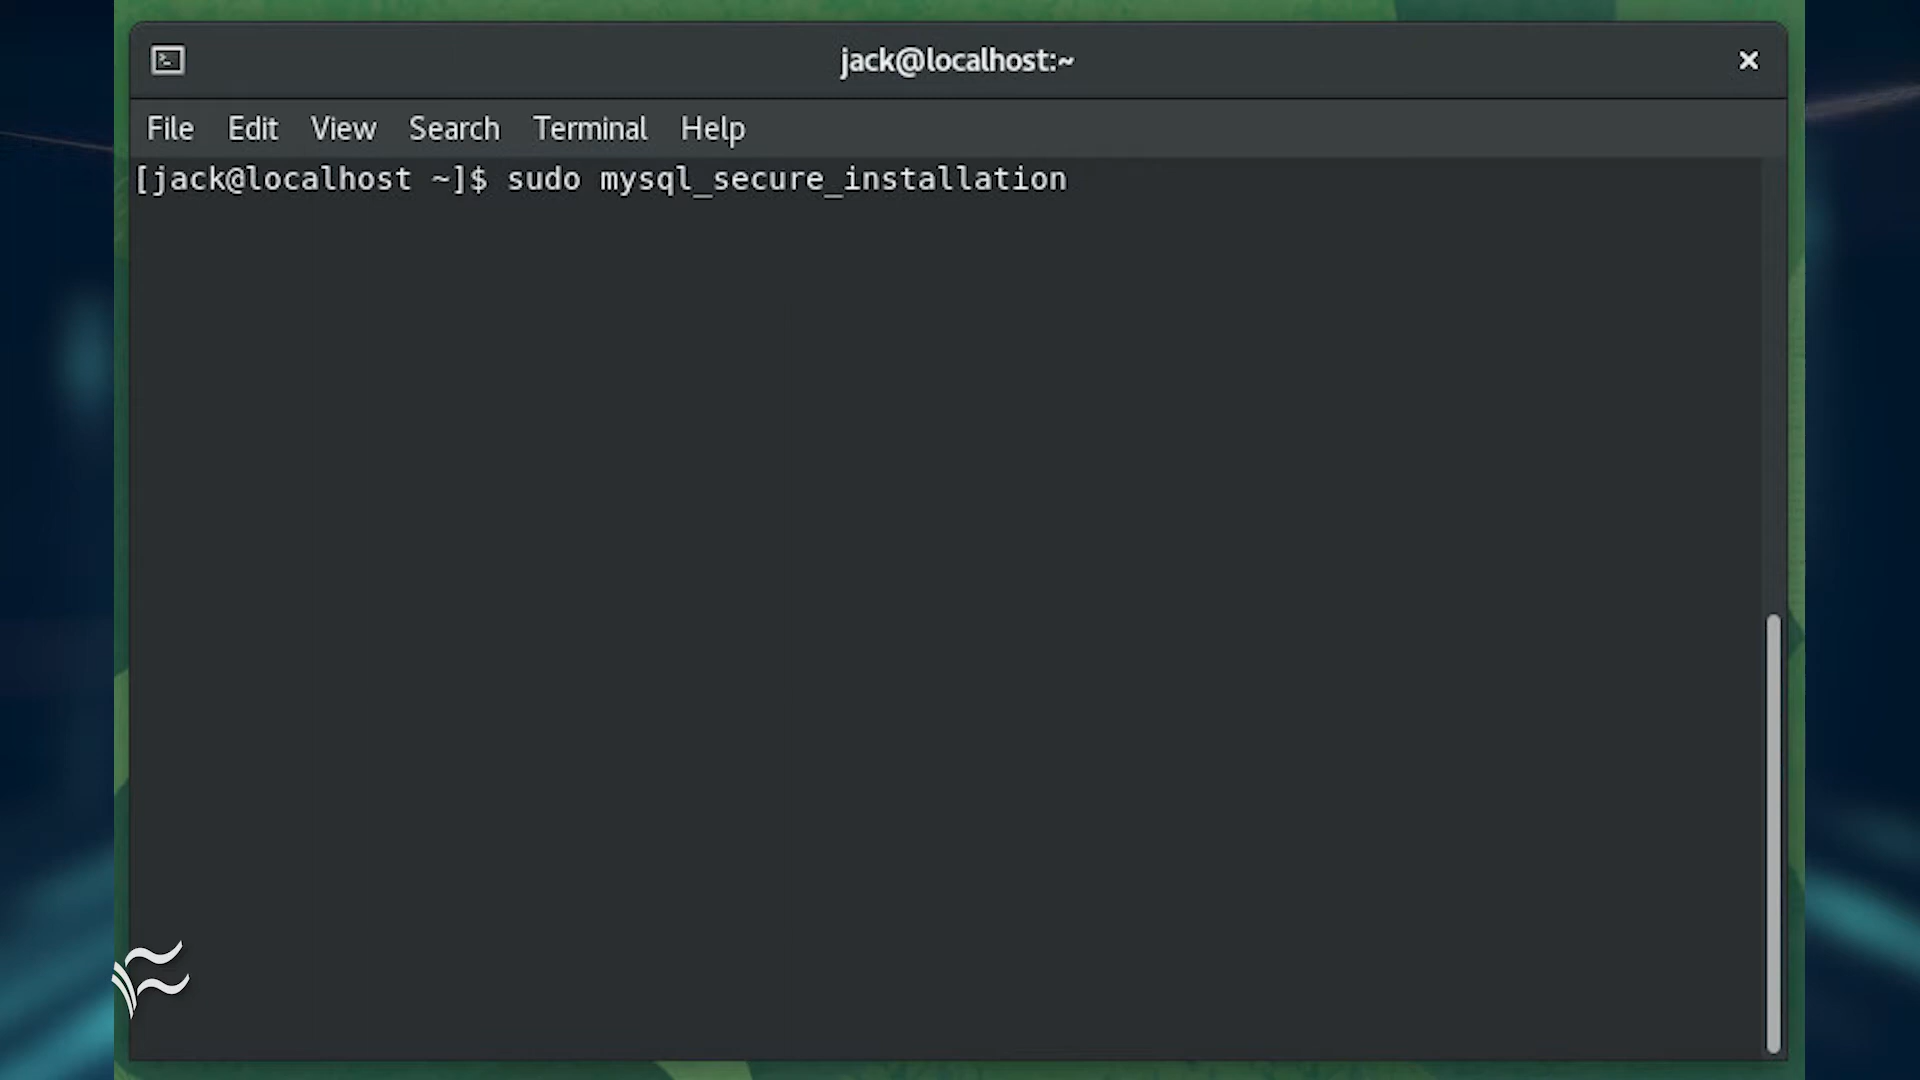 jack@localhost:~
File Edit View Search Terminal Help
[jack@localhost ~]$ sudo mysql_secure_installation